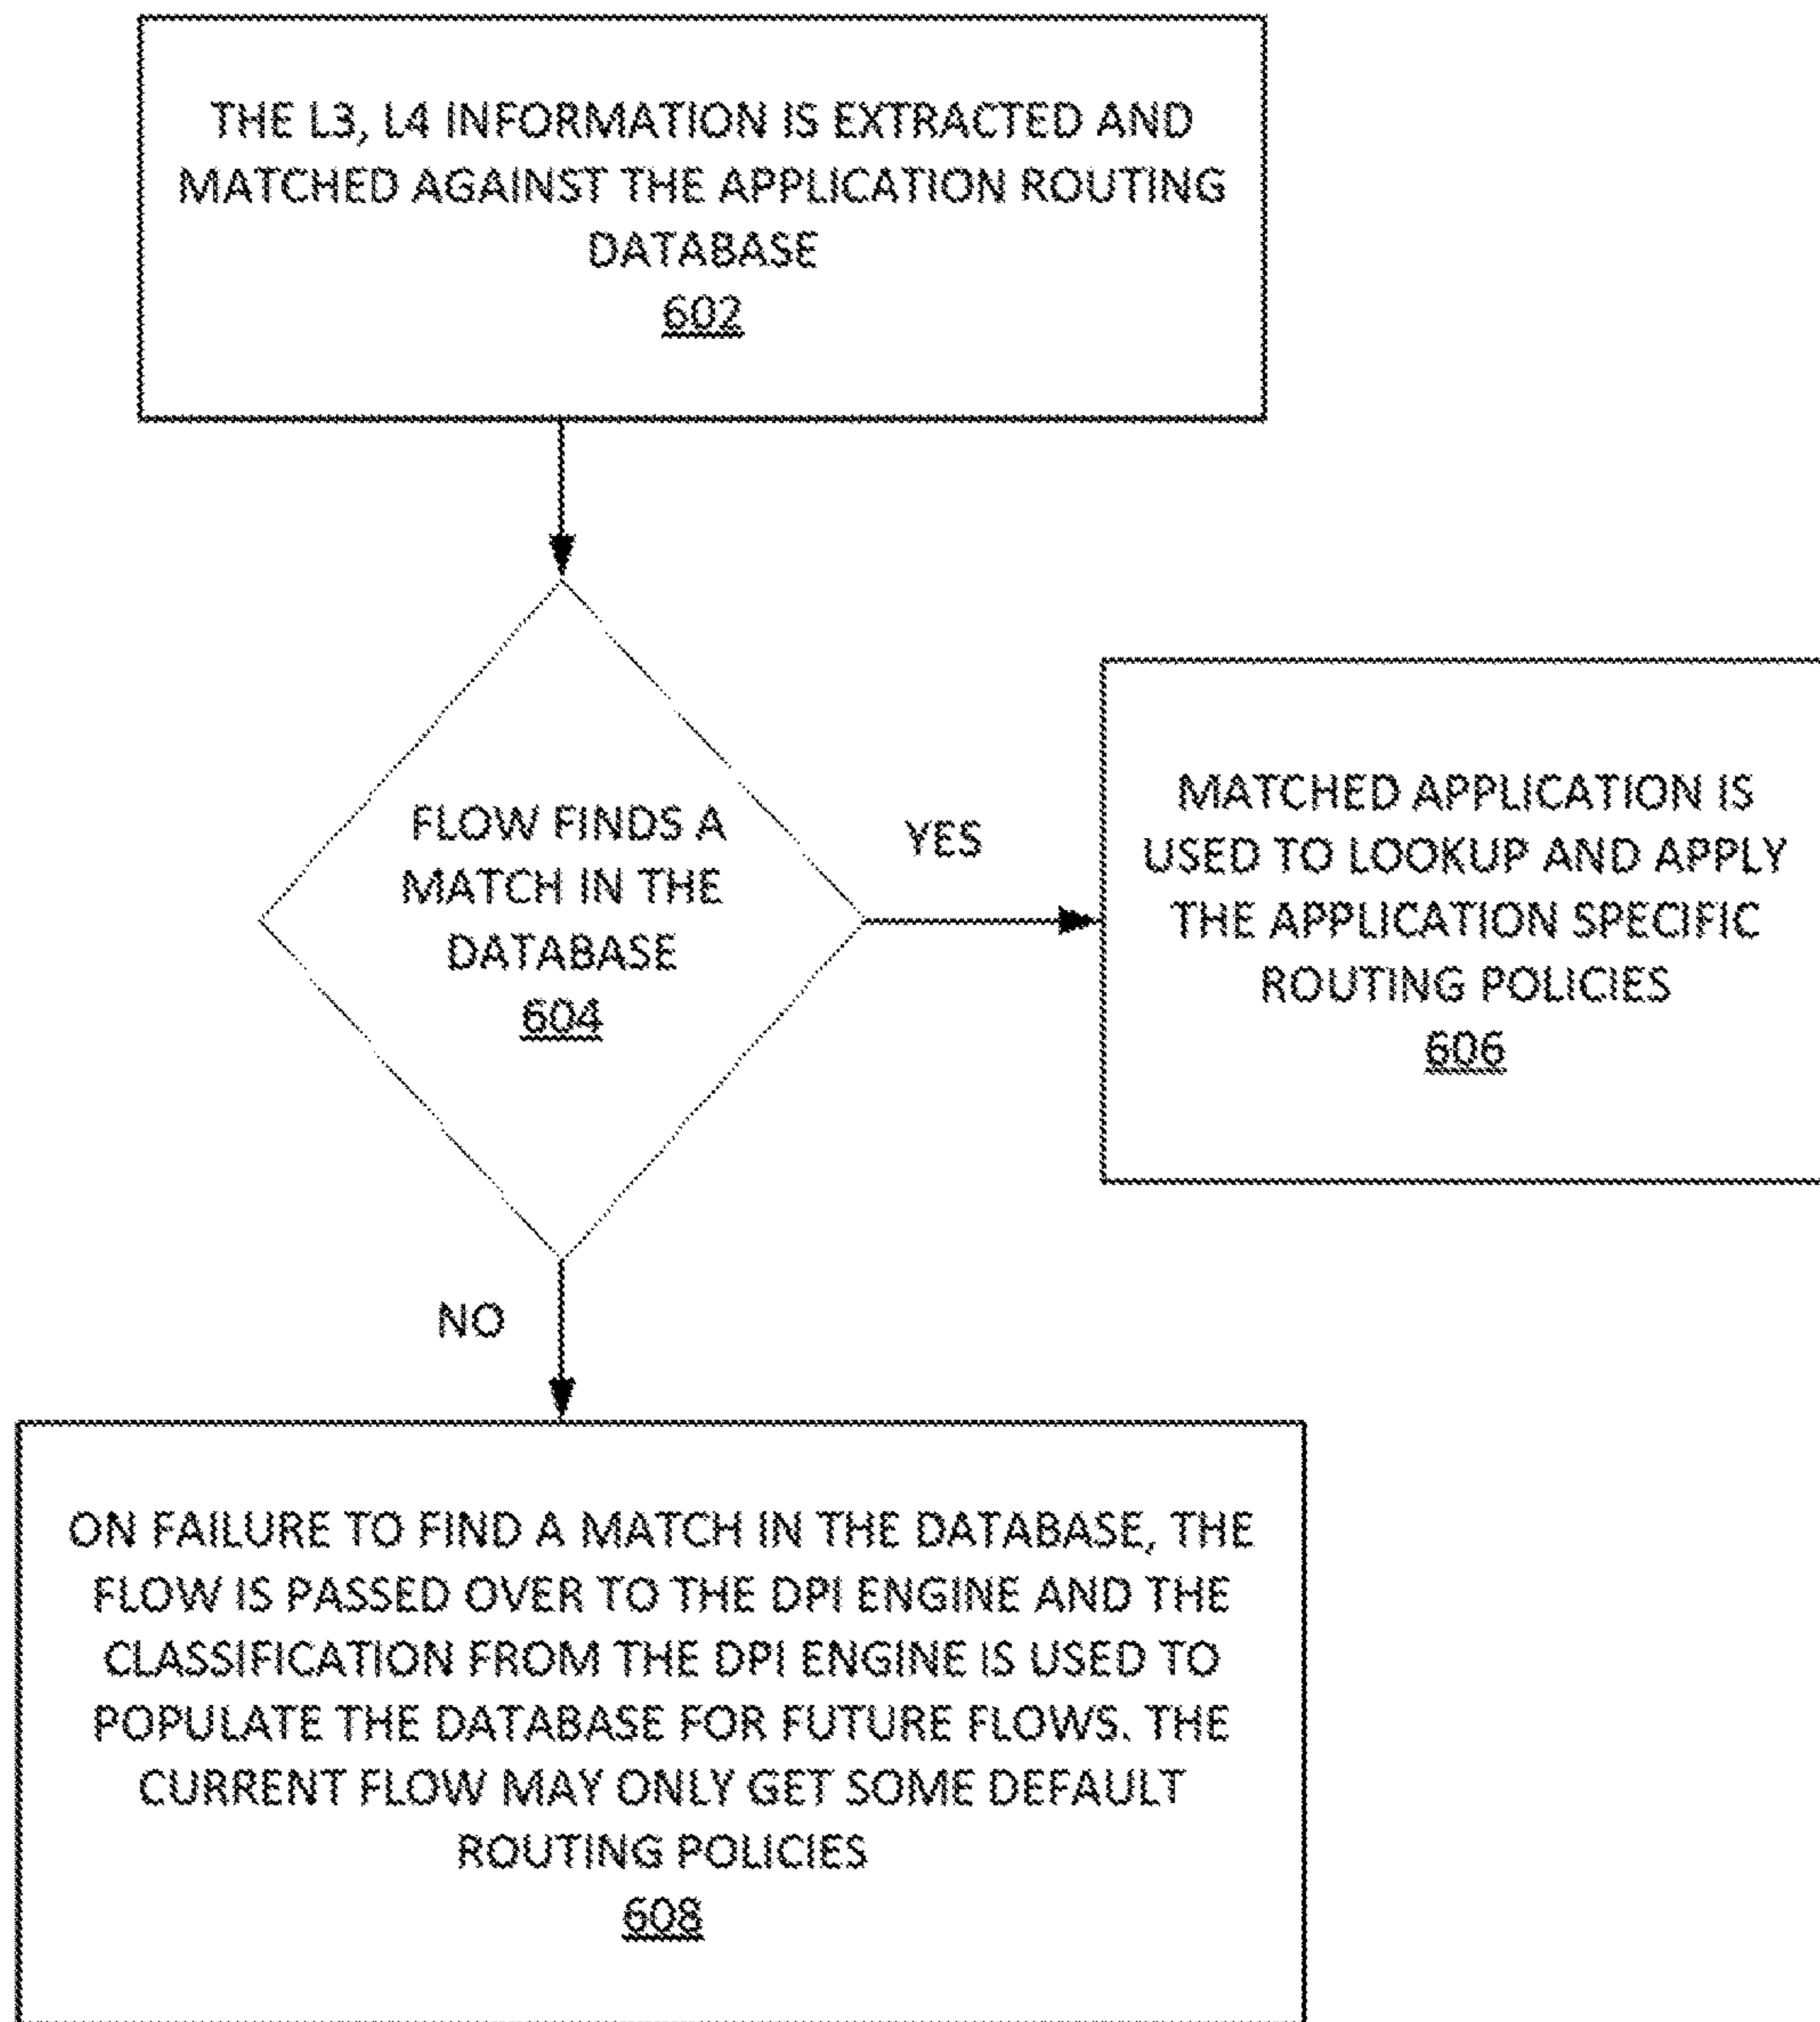 THE L3, L4 INFORMATION IS EXTRACTED AND
MATCHED AGAINST THE APPLICATION ROUTING
DATABASE
602
FLOW FINDS A
MATCH IN THE
DATABASE
604
YES
MATCHED APPLICATION IS
USED TO LOOKUP AND APPLY
THE APPLICATION SPECIFIC
ROUTING POLICIES
606
NO
ON FAILURE TO FIND A MATCH IN THE DATABASE, THE
FLOW IS PASSED OVER TO THE DPI ENGINE AND THE
CLASSIFICATION FROM THE DPI ENGINE IS USED TO
POPULATE THE DATABASE FOR FUTURE FLOWS. THE
CURRENT FLOW MAY ONLY GET SOME DEFAULT
ROUTING POLICIES
608